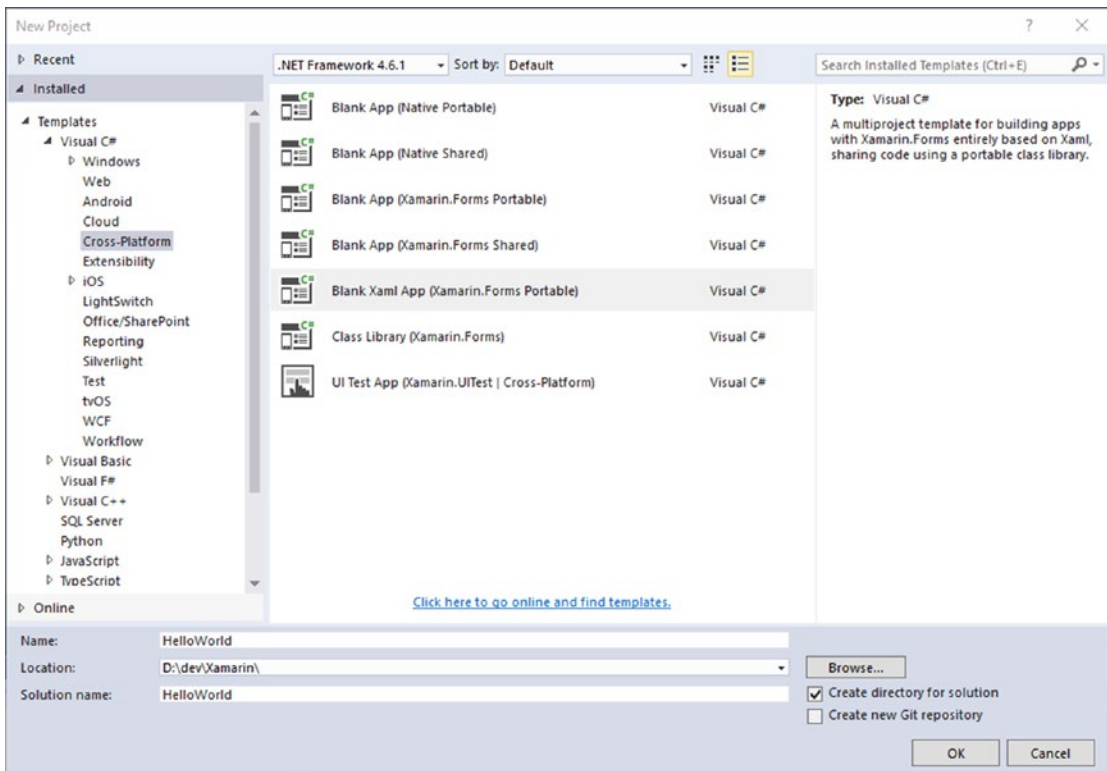 New Project
?
Recent
Installed
Templates
Visual C#
Windows
Web
Android
Cloud
Cross-Platform
Extensibility
iOS
LightSwitch
Office/SharePoint
Reporting
Silverlight
Test
tvOS
WCF
Workflow
Visual Basic
Visual F#
Visual C++
SQL Server
Python
JavaScript
TypeScript
Online
.NET Framework 4.6.1 Sort by: Default
Blank App (Native Portable) Visual C#
Blank App (Native Shared) Visual C#
Blank App (Xamarin.Forms Portable) Visual C#
Blank App (Xamarin.Forms Shared) Visual C#
Blank Xaml App (Xamarin.Forms Portable) Visual C#
Class Library (Xamarin.Forms) Visual C#
UI Test App (Xamarin.UITest | Cross-Platform) Visual C#
Click here to go online and find templates.
Search Installed Templates (Ctrl+E)
Type: Visual C#
A multiproject template for building apps
with Xamarin.Forms entirely based on Xaml,
sharing code using a portable class library.
Name: HelloWorld
Location: D:\dev\Xamarin\
Solution name: HelloWorld
Browse...
Create directory for solution
Create new Git repository
OK Cancel